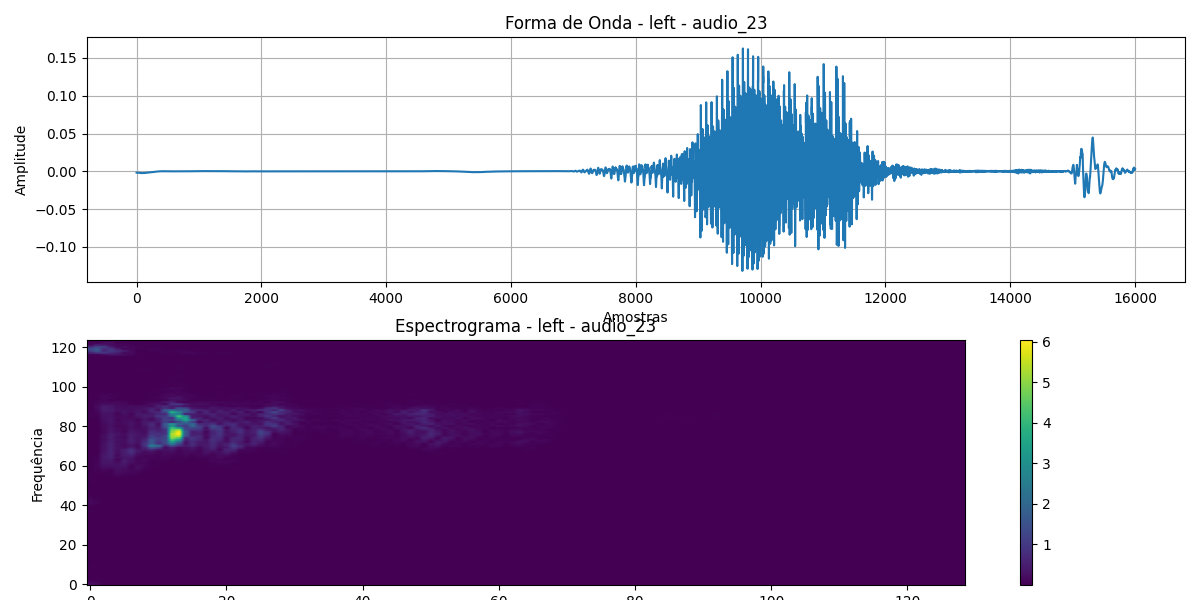 Forma de Onda - left - audio_23
Amplitude
0.15
0.10
0.05
0.00
−0.05
−0.10
0 2000 4000 6000 8000 10000 12000 14000 16000
Amostras
Espectrograma - left - audio_23
Frequência
120
100
80
60
40
20
0
0 20 40 60 80 100 120
6
5
4
3
2
1